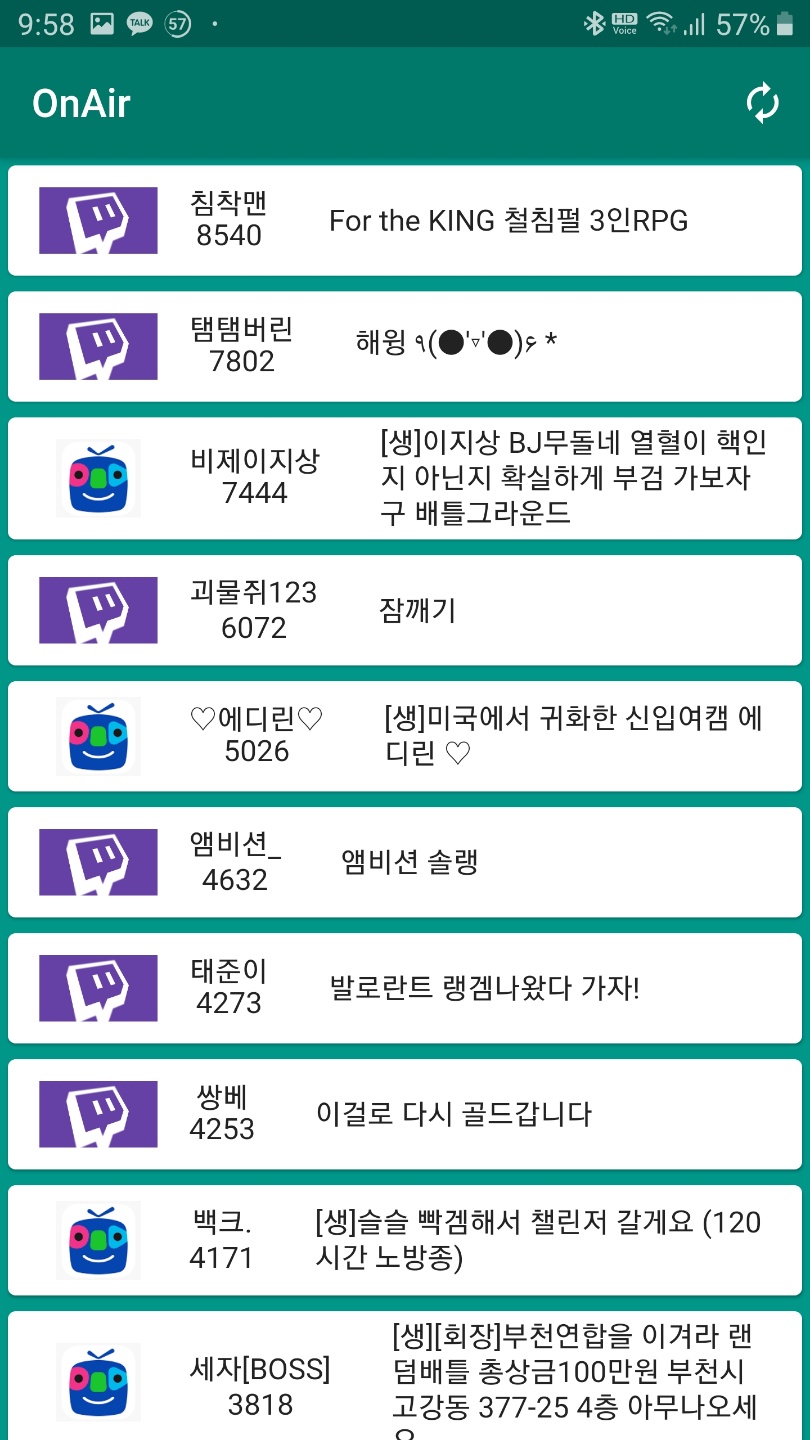 9:58 TALK 57 HD Voice 57%
OnAir
침착맨
8540
For the KING 철침펄 3인RPG
탬탬버린
7802
해윙 ٩(●'▿'●)۶ *
비제이지상
7444
[생]이지상 BJ무돌네 열혈이 핵인
지 아닌지 확실하게 부검 가보자
구 배틀그라운드
괴물쥐123
6072
잠깨기
♡에디린♡
5026
[생]미국에서 귀화한 신입여캠 에
디린 ♡
앰비션_
4632
앰비션 솔랭
태준이
4273
발로란트 랭겜나왔다 가자!
쌍베
4253
이걸로 다시 골드갑니다
백크.
4171
[생]슬슬 빡겜해서 챌린저 갈게요 (120
시간 노방종)
세자[BOSS]
3818
[생][회장]부천연합을 이겨라 랜
덤배틀 총상금100만원 부천시
고강동 377-25 4층 아무나오세